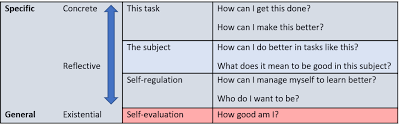 Specific Concrete This task How can I get this done?
How can I make this better?
The subject How can I do better in tasks like this?
Reflective What does it mean to be good in this subject?
Self-regulation How can I manage myself to learn better?
Who do I want to be?
General Existential Self-evaluation How good am I?